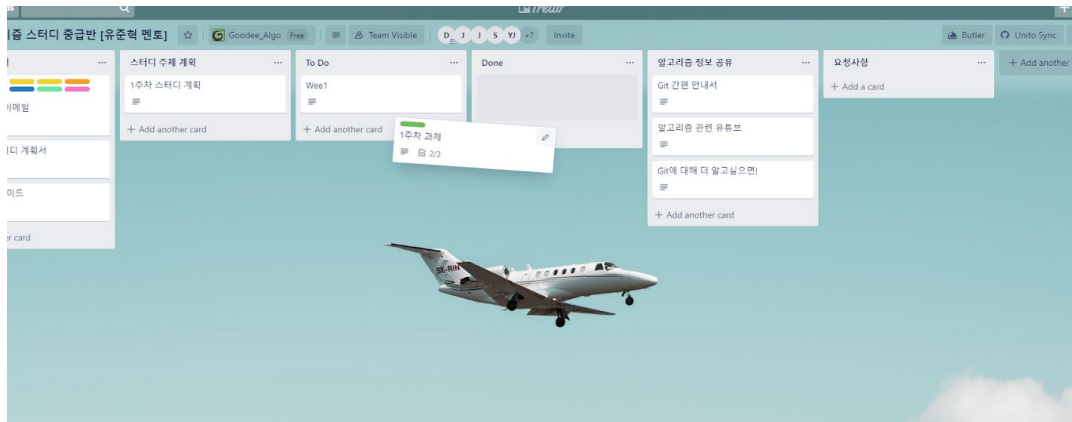 Trello
즘 스터디 중급반 [유준혁 멘토]
Goodee_Algo Free
Team Visible
D J J S YJ +7
Invite
Butler
Unito Sync
이메일
디 계획서
이드
er card
스터디 주제 계획
1주차 스터디 계획
+ Add another card
To Do
Wee1
+ Add another card
1주차 과제
2/3
Done
알고리즘 정보 공유
Git 간편 안내서
알고리즘 관련 유튜브
Git에 대해 더 알고싶으면!
+ Add another card
요청사항
+ Add a card
+ Add another
SE-RIN